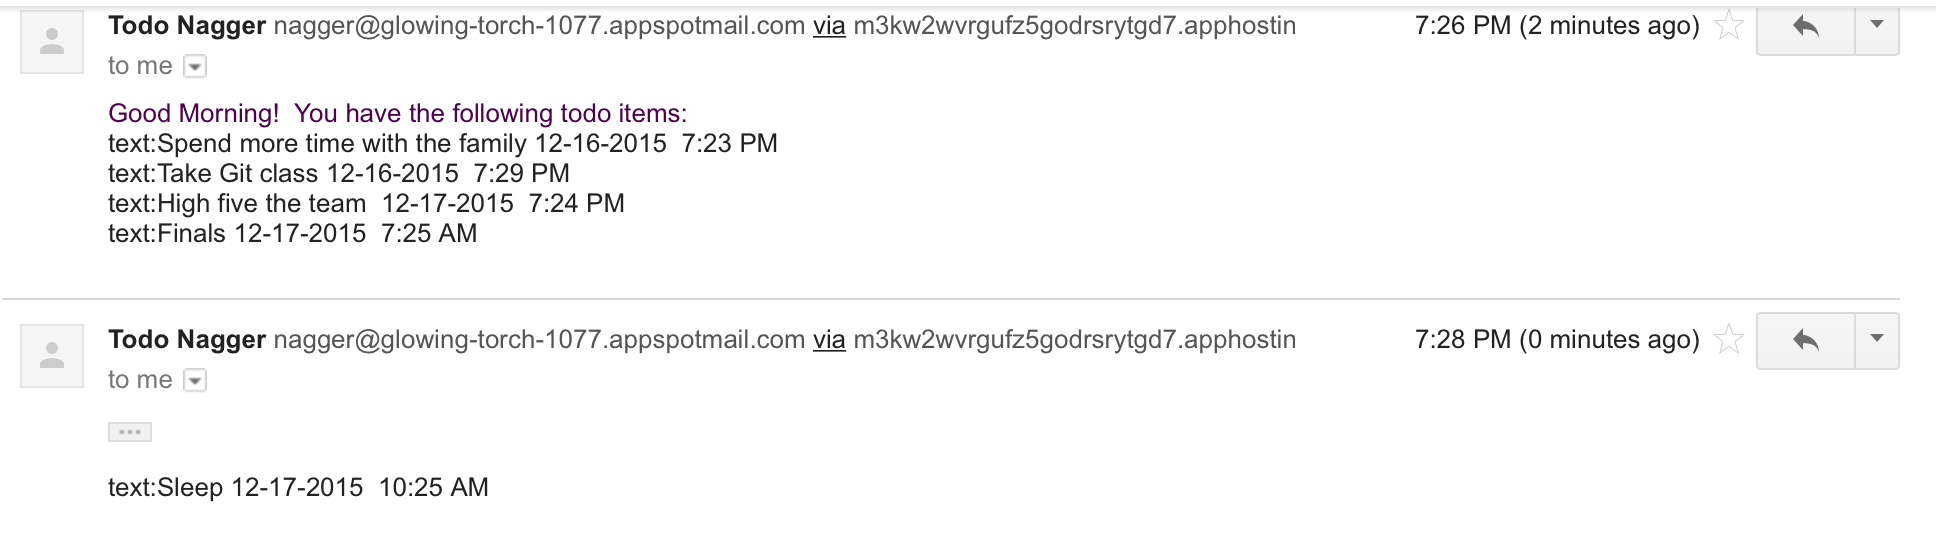 Todo Nagger nagger@glowing-torch-1077.appspotmail.com via m3kw2wvrgufz5godrsrytgd7.apphostin 7:26 PM (2 minutes ago)
to me
Good Morning!  You have the following todo items:
text:Spend more time with the family 12-16-2015  7:23 PM
text:Take Git class 12-16-2015  7:29 PM
text:High five the team  12-17-2015  7:24 PM
text:Finals 12-17-2015  7:25 AM
Todo Nagger nagger@glowing-torch-1077.appspotmail.com via m3kw2wvrgufz5godrsrytgd7.apphostin 7:28 PM (0 minutes ago)
to me
text:Sleep 12-17-2015  10:25 AM